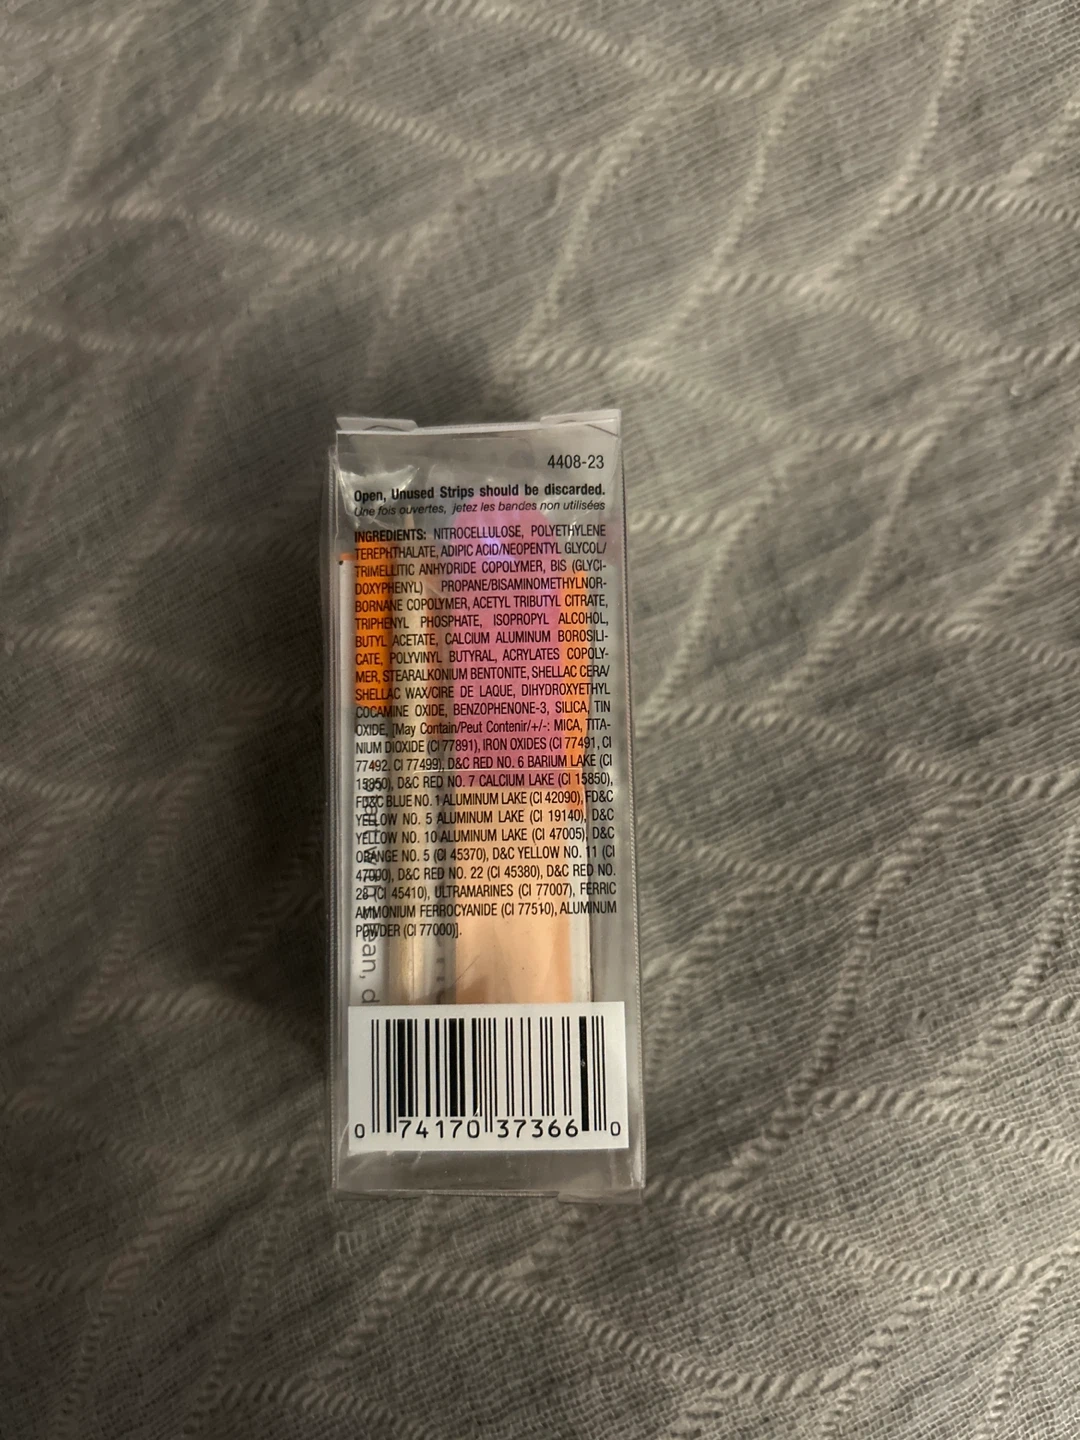 4408-23
Open, Unused Strips should be discarded.
Une fois ouvertes, jetez les bandes non utilisées
INGREDIENTS: NITROCELLULOSE, POLYETHYLENE
TEREPHTHALATE, ADIPIC ACID/NEOPENTYL GLYCOL/
TRIMELLITIC ANHYDRIDE COPOLYMER, BIS (GLYCI-
DOXYPHENYL) PROPANE/BISAMINOMETHYLNOR-
BORNANE COPOLYMER, ACETYL TRIBUTYL CITRATE,
TRIPHENYL PHOSPHATE, ISOPROPYL ALCOHOL,
BUTYL ACETATE, CALCIUM ALUMINUM BOROSILI-
CATE, POLYVINYL BUTYRAL, ACRYLATES COPOLY-
MER, STEARALKONIUM BENTONITE, SHELLAC CERA/
SHELLAC WAX/CIRE DE LAQUE, DIHYDROXYETHYL
COCAMINE OXIDE, BENZOPHENONE-3, SILICA, TIN
OXIDE, [May Contain/Peut Contenir/+/-: MICA, TITA-
NIUM DIOXIDE (CI 77891), IRON OXIDES (CI 77491, CI
77492, CI 77499), D&C RED NO. 6 BARIUM LAKE (CI
15850), D&C RED NO. 7 CALCIUM LAKE (CI 15850),
FD&C BLUE NO. 1 ALUMINUM LAKE (CI 42090), FD&C
YELLOW NO. 5 ALUMINUM LAKE (CI 19140), D&C
YELLOW NO. 10 ALUMINUM LAKE (CI 47005), D&C
ORANGE NO. 5 (CI 45370), D&C YELLOW NO. 11 (CI
47000), D&C RED NO. 22 (CI 45380), D&C RED NO.
28 (CI 45410), ULTRAMARINES (CI 77007), FERRIC
AMMONIUM FERROCYANIDE (CI 77510), ALUMINUM
POWDER (CI 77000)].
0 74170 37366 0